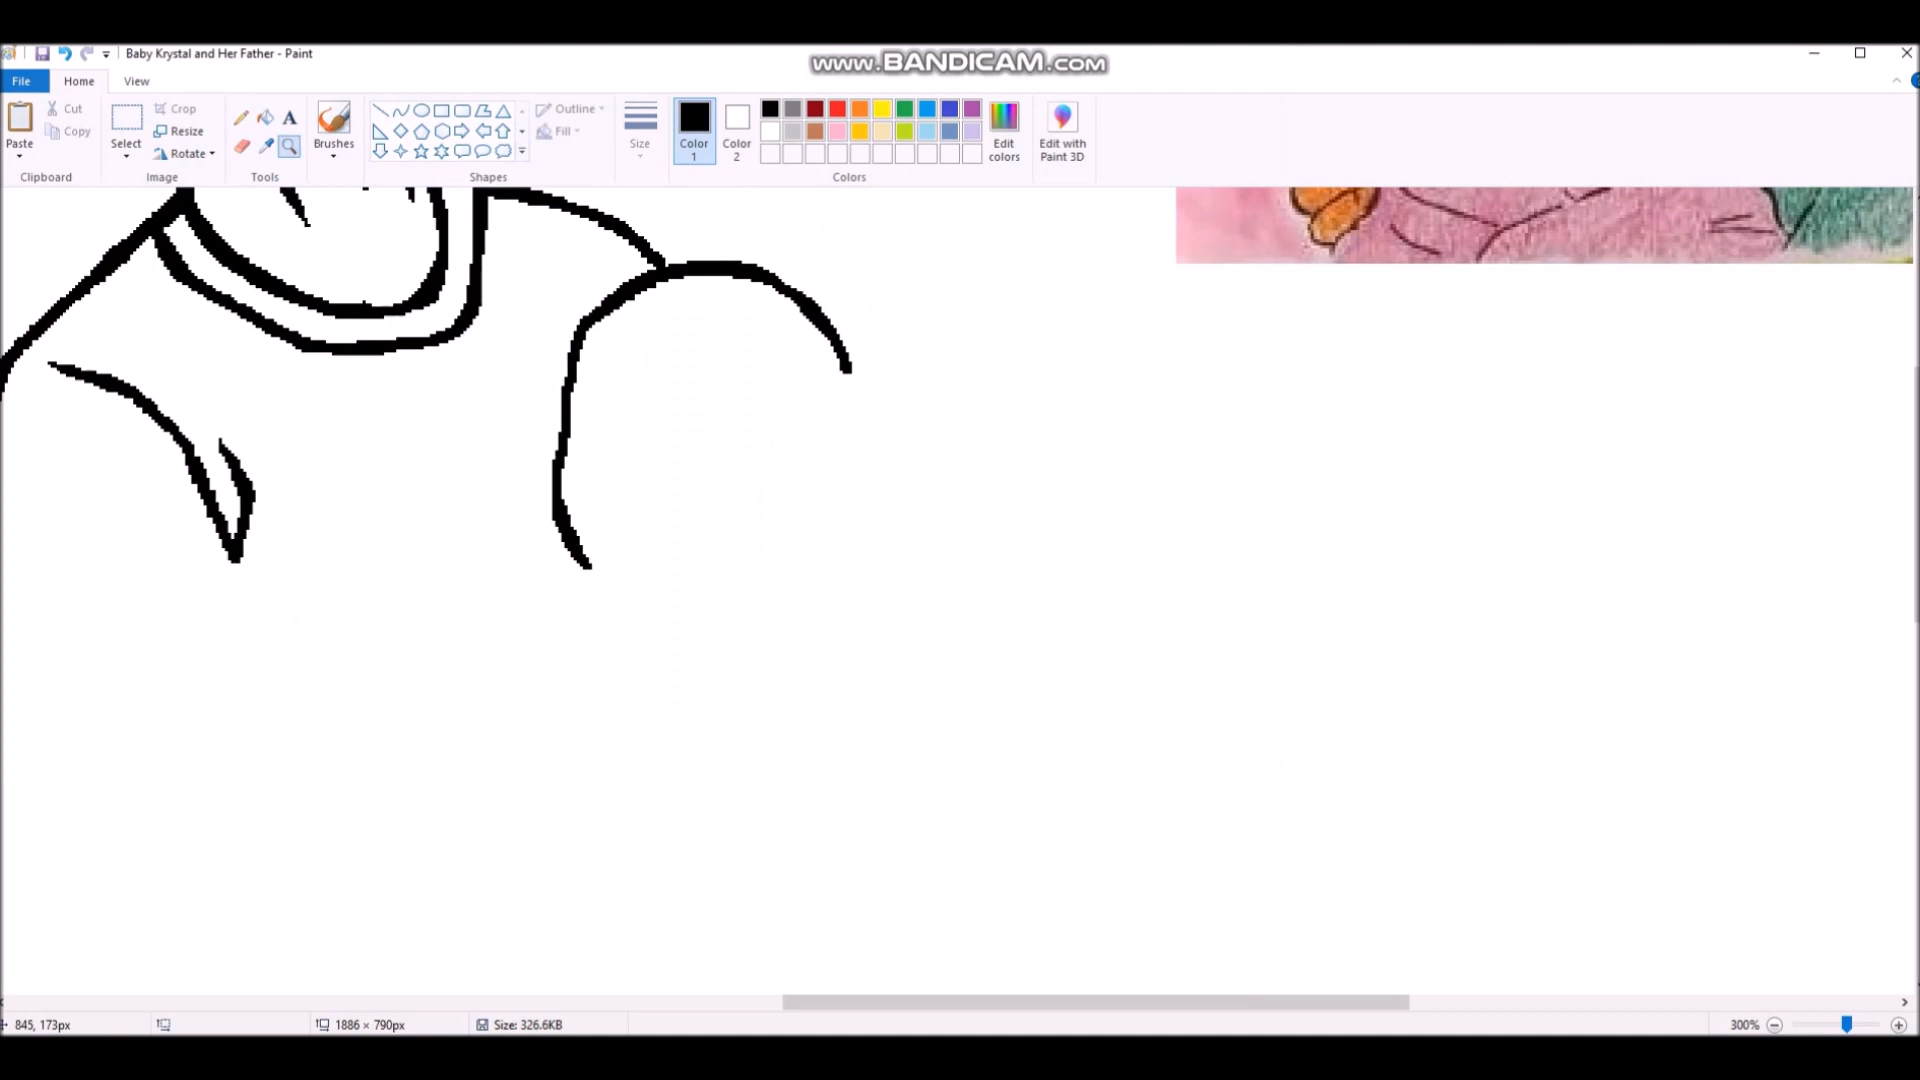 Baby Krystal and Her Father - Paint
www.BANDICAM.com
File Home View
Paste
Cut
Copy
Clipboard
Select
Crop
Resize
Rotate
Image
A
Tools
Brushes
Outline
Fill
Shapes
Size
Color 1
Color 2
Edit colors
Colors
Edit with Paint 3D
845, 173px
1886 × 790px
Size: 326.6KB
300%